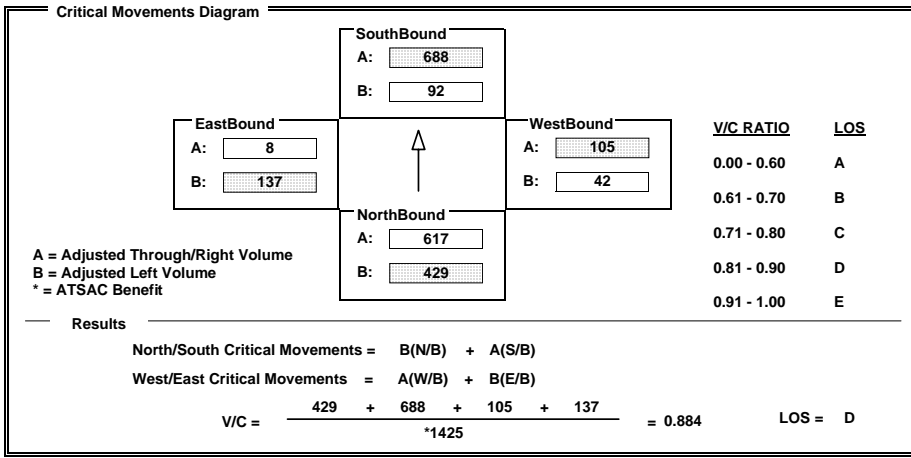 Critical Movements Diagram
SouthBound
A: 688
B: 92
EastBound
A: 8
B: 137
WestBound
A: 105
B: 42
NorthBound
A: 617
B: 429
V/C RATIO LOS
0.00 - 0.60 A
0.61 - 0.70 B
0.71 - 0.80 C
0.81 - 0.90 D
0.91 - 1.00 E
A = Adjusted Through/Right Volume
B = Adjusted Left Volume
* = ATSAC Benefit
Results
North/South Critical Movements = B(N/B) + A(S/B)
West/East Critical Movements = A(W/B) + B(E/B)
V/C = 429 + 688 + 105 + 137 = 0.884 LOS = D
*1425